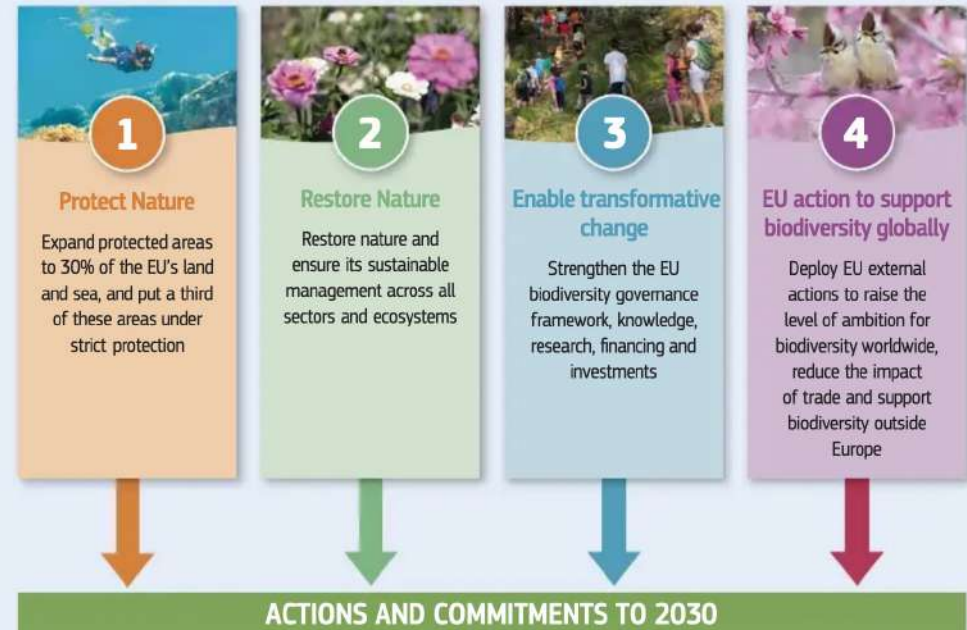 1
Protect Nature
Expand protected areas
to 30% of the EU's land
and sea, and put a third
of these areas under
strict protection
2
Restore Nature
Restore nature and
ensure its sustainable
management across all
sectors and ecosystems
3
Enable transformative
change
Strengthen the EU
biodiversity governance
framework, knowledge,
research, financing and
investments
4
EU action to support
biodiversity globally
Deploy EU external
actions to raise the
level of ambition for
biodiversity worldwide,
reduce the impact
of trade and support
biodiversity outside
Europe
ACTIONS AND COMMITMENTS TO 2030